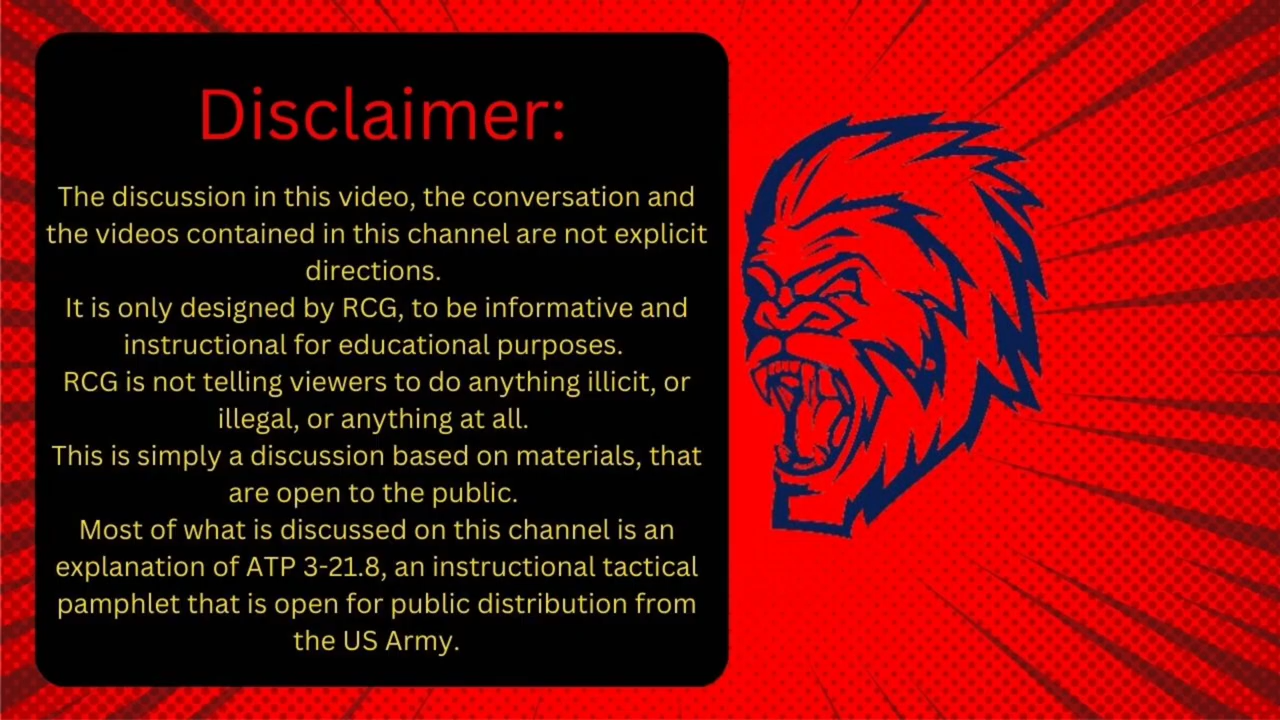 Disclaimer:
The discussion in this video, the conversation and
the videos contained in this channel are not explicit
directions.
It is only designed by RCG, to be informative and
instructional for educational purposes.
RCG is not telling viewers to do anything illicit, or
illegal, or anything at all.
This is simply a discussion based on materials, that
are open to the public.
Most of what is discussed on this channel is an
explanation of ATP 3-21.8, an instructional tactical
pamphlet that is open for public distribution from
the US Army.